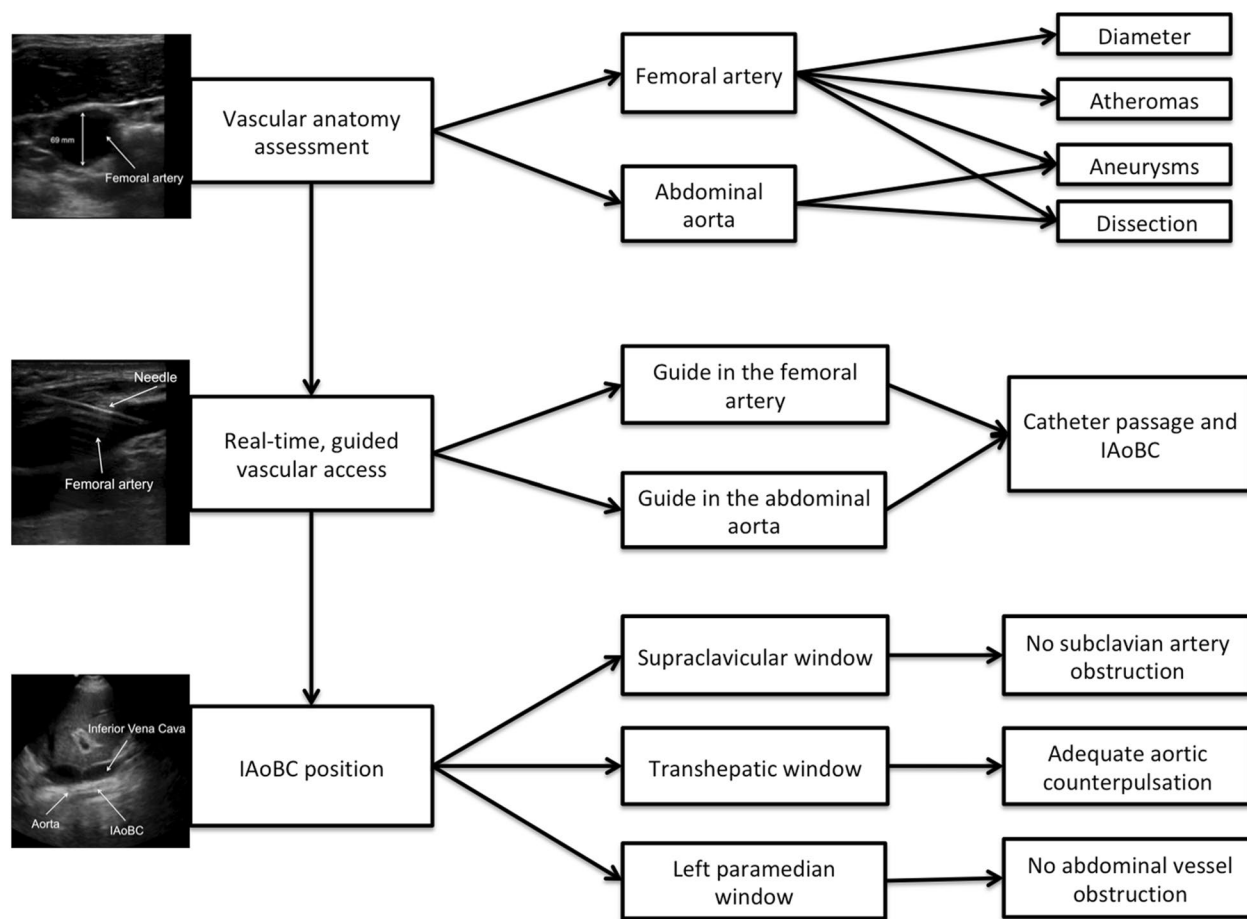 69 mm
Femoral artery
Vascular anatomy
assessment
Femoral artery
Abdominal
aorta
Diameter
Atheromas
Aneurysms
Dissection
Needle
Femoral artery
Real-time, guided
vascular access
Guide in the femoral
artery
Guide in the abdominal
aorta
Catheter passage and
IAoBC
Inferior Vena Cava
Aorta
IAoBC
IAoBC position
Supraclavicular window
No subclavian artery
obstruction
Transhepatic window
Adequate aortic
counterpulsation
Left paramedian
window
No abdominal vessel
obstruction